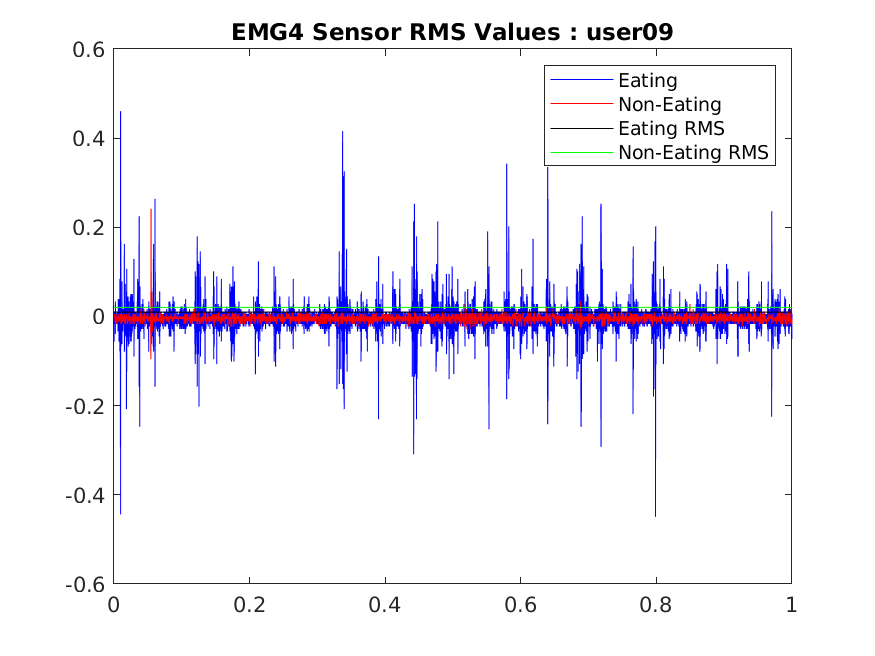 EMG4 Sensor RMS Values : user09
0.6
Eating
Non-Eating
Eating RMS
Non-Eating RMS
0.4
0.2
0
-0.2
-0.4
-0.6
0 0.2 0.4 0.6 0.8 1